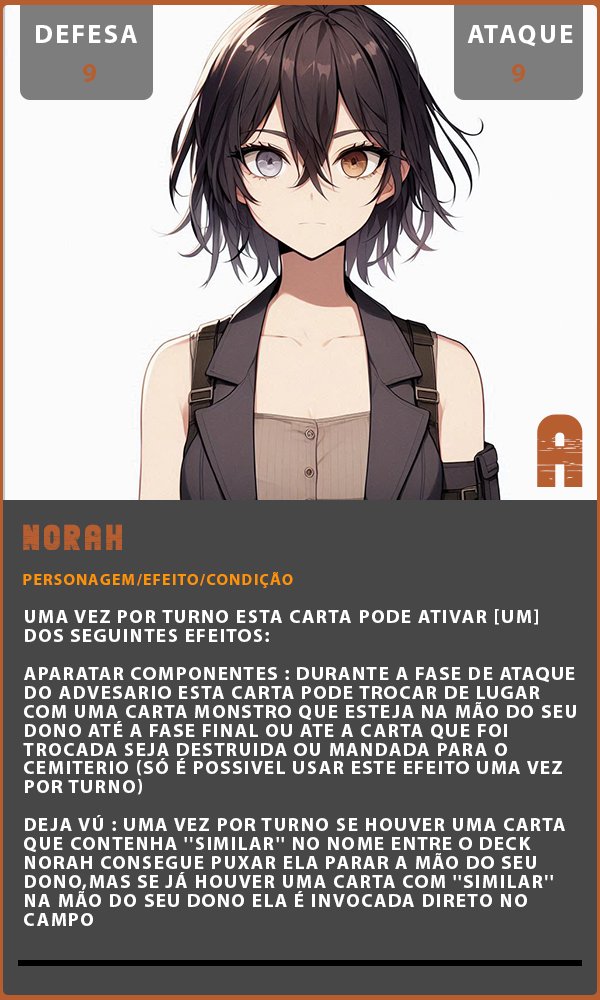 DEFESA
9
ATAQUE
9
A
NORAH
PERSONAGEM/EFEITO/CONDIÇÃO
UMA VEZ POR TURNO ESTA CARTA PODE ATIVAR [UM]
DOS SEGUINTES EFEITOS:
APARATAR COMPONENTES : DURANTE A FASE DE ATAQUE
DO ADVESARIO ESTA CARTA PODE TROCAR DE LUGAR
COM UMA CARTA MONSTRO QUE ESTEJA NA MÃO DO SEU
DONO ATÉ A FASE FINAL OU ATE A CARTA QUE FOI
TROCADA SEJA DESTRUIDA OU MANDADA PARA O
CEMITERIO (SÓ É POSSIVEL USAR ESTE EFEITO UMA VEZ
POR TURNO)
DEJA VÚ : UMA VEZ POR TURNO SE HOUVER UMA CARTA
QUE CONTENHA ''SIMILAR'' NO NOME ENTRE O DECK
NORAH CONSEGUE PUXAR ELA PARAR A MÃO DO SEU
DONO,MAS SE JÁ HOUVER UMA CARTA COM ''SIMILAR''
NA MÃO DO SEU DONO ELA É INVOCADA DIRETO NO
CAMPO